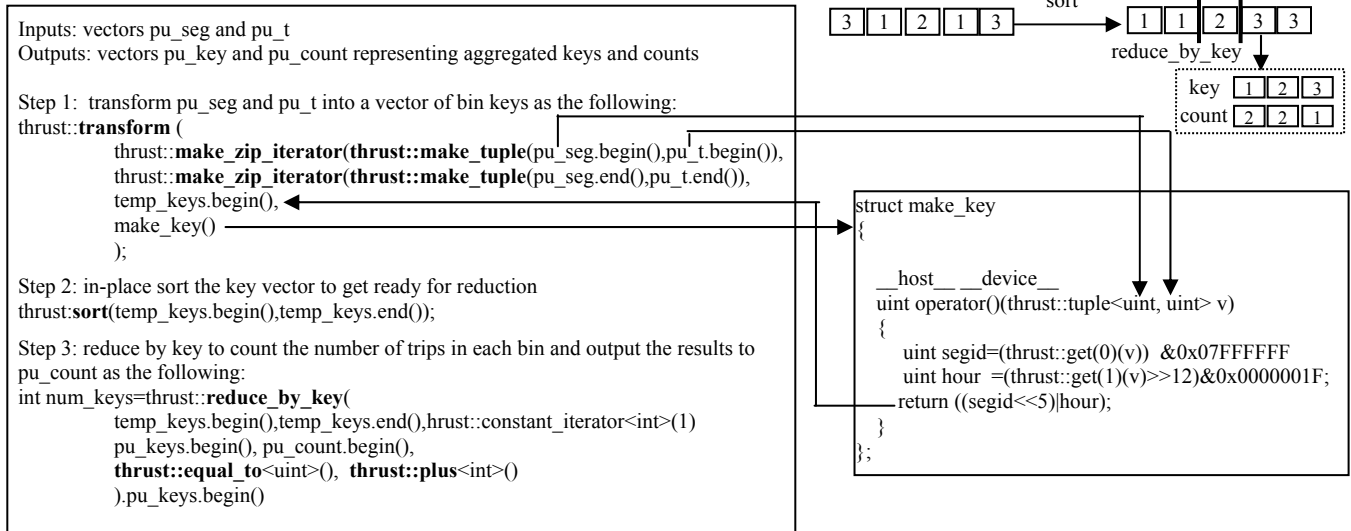 Inputs: vectors pu_seg and pu_t
Outputs: vectors pu_key and pu_count representing aggregated keys and counts
Step 1:  transform pu_seg and pu_t into a vector of bin keys as the following:
thrust::transform (
thrust::make_zip_iterator(thrust::make_tuple(pu_seg.begin(),pu_t.begin()),
thrust::make_zip_iterator(thrust::make_tuple(pu_seg.end(),pu_t.end()),
temp_keys.begin(),
make_key()
);
Step 2: in-place sort the key vector to get ready for reduction
thrust:sort(temp_keys.begin(),temp_keys.end());
Step 3: reduce by key to count the number of trips in each bin and output the results to
pu_count as the following:
int num_keys=thrust::reduce_by_key(
temp_keys.begin(),temp_keys.end(),hrust::constant_iterator<int>(1)
pu_keys.begin(), pu_count.begin(),
thrust::equal_to<uint>(),  thrust::plus<int>()
).pu_keys.begin()
sort
3 1 2 1 3
1 1 2 3 3
reduce_by_key
key 1 2 3
count 2 2 1
struct make_key
{
__host__ __device__
uint operator()(thrust::tuple<uint, uint> v)
{
uint segid=(thrust::get(0)(v))  &0x07FFFFFF
uint hour  =(thrust::get(1)(v)>>12)&0x0000001F;
return ((segid<<5)|hour);
}
};